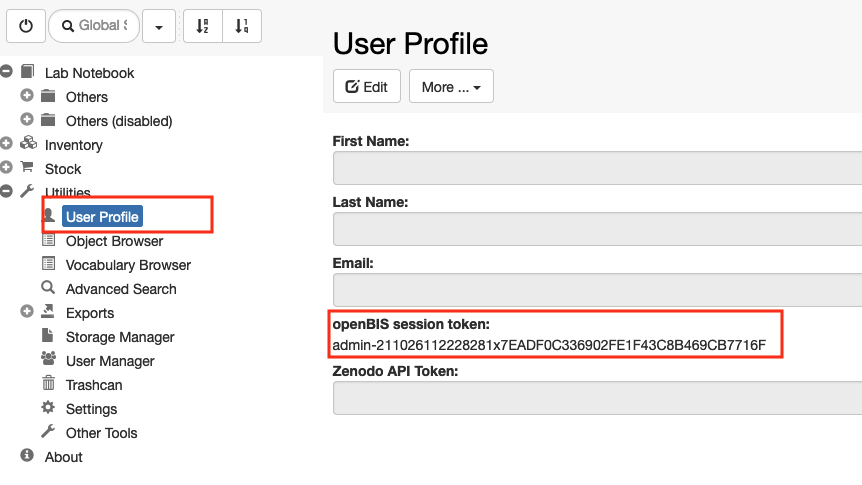 Global S
User Profile
Edit
More ...
Lab Notebook
Others
Others (disabled)
Inventory
Stock
Utilities
User Profile
Object Browser
Vocabulary Browser
Advanced Search
Exports
Storage Manager
User Manager
Trashcan
Settings
Other Tools
About
First Name:
Last Name:
Email:
openBIS session token:
admin-211026112228281x7EADF0C336902FE1F43C8B469CB7716F
Zenodo API Token: